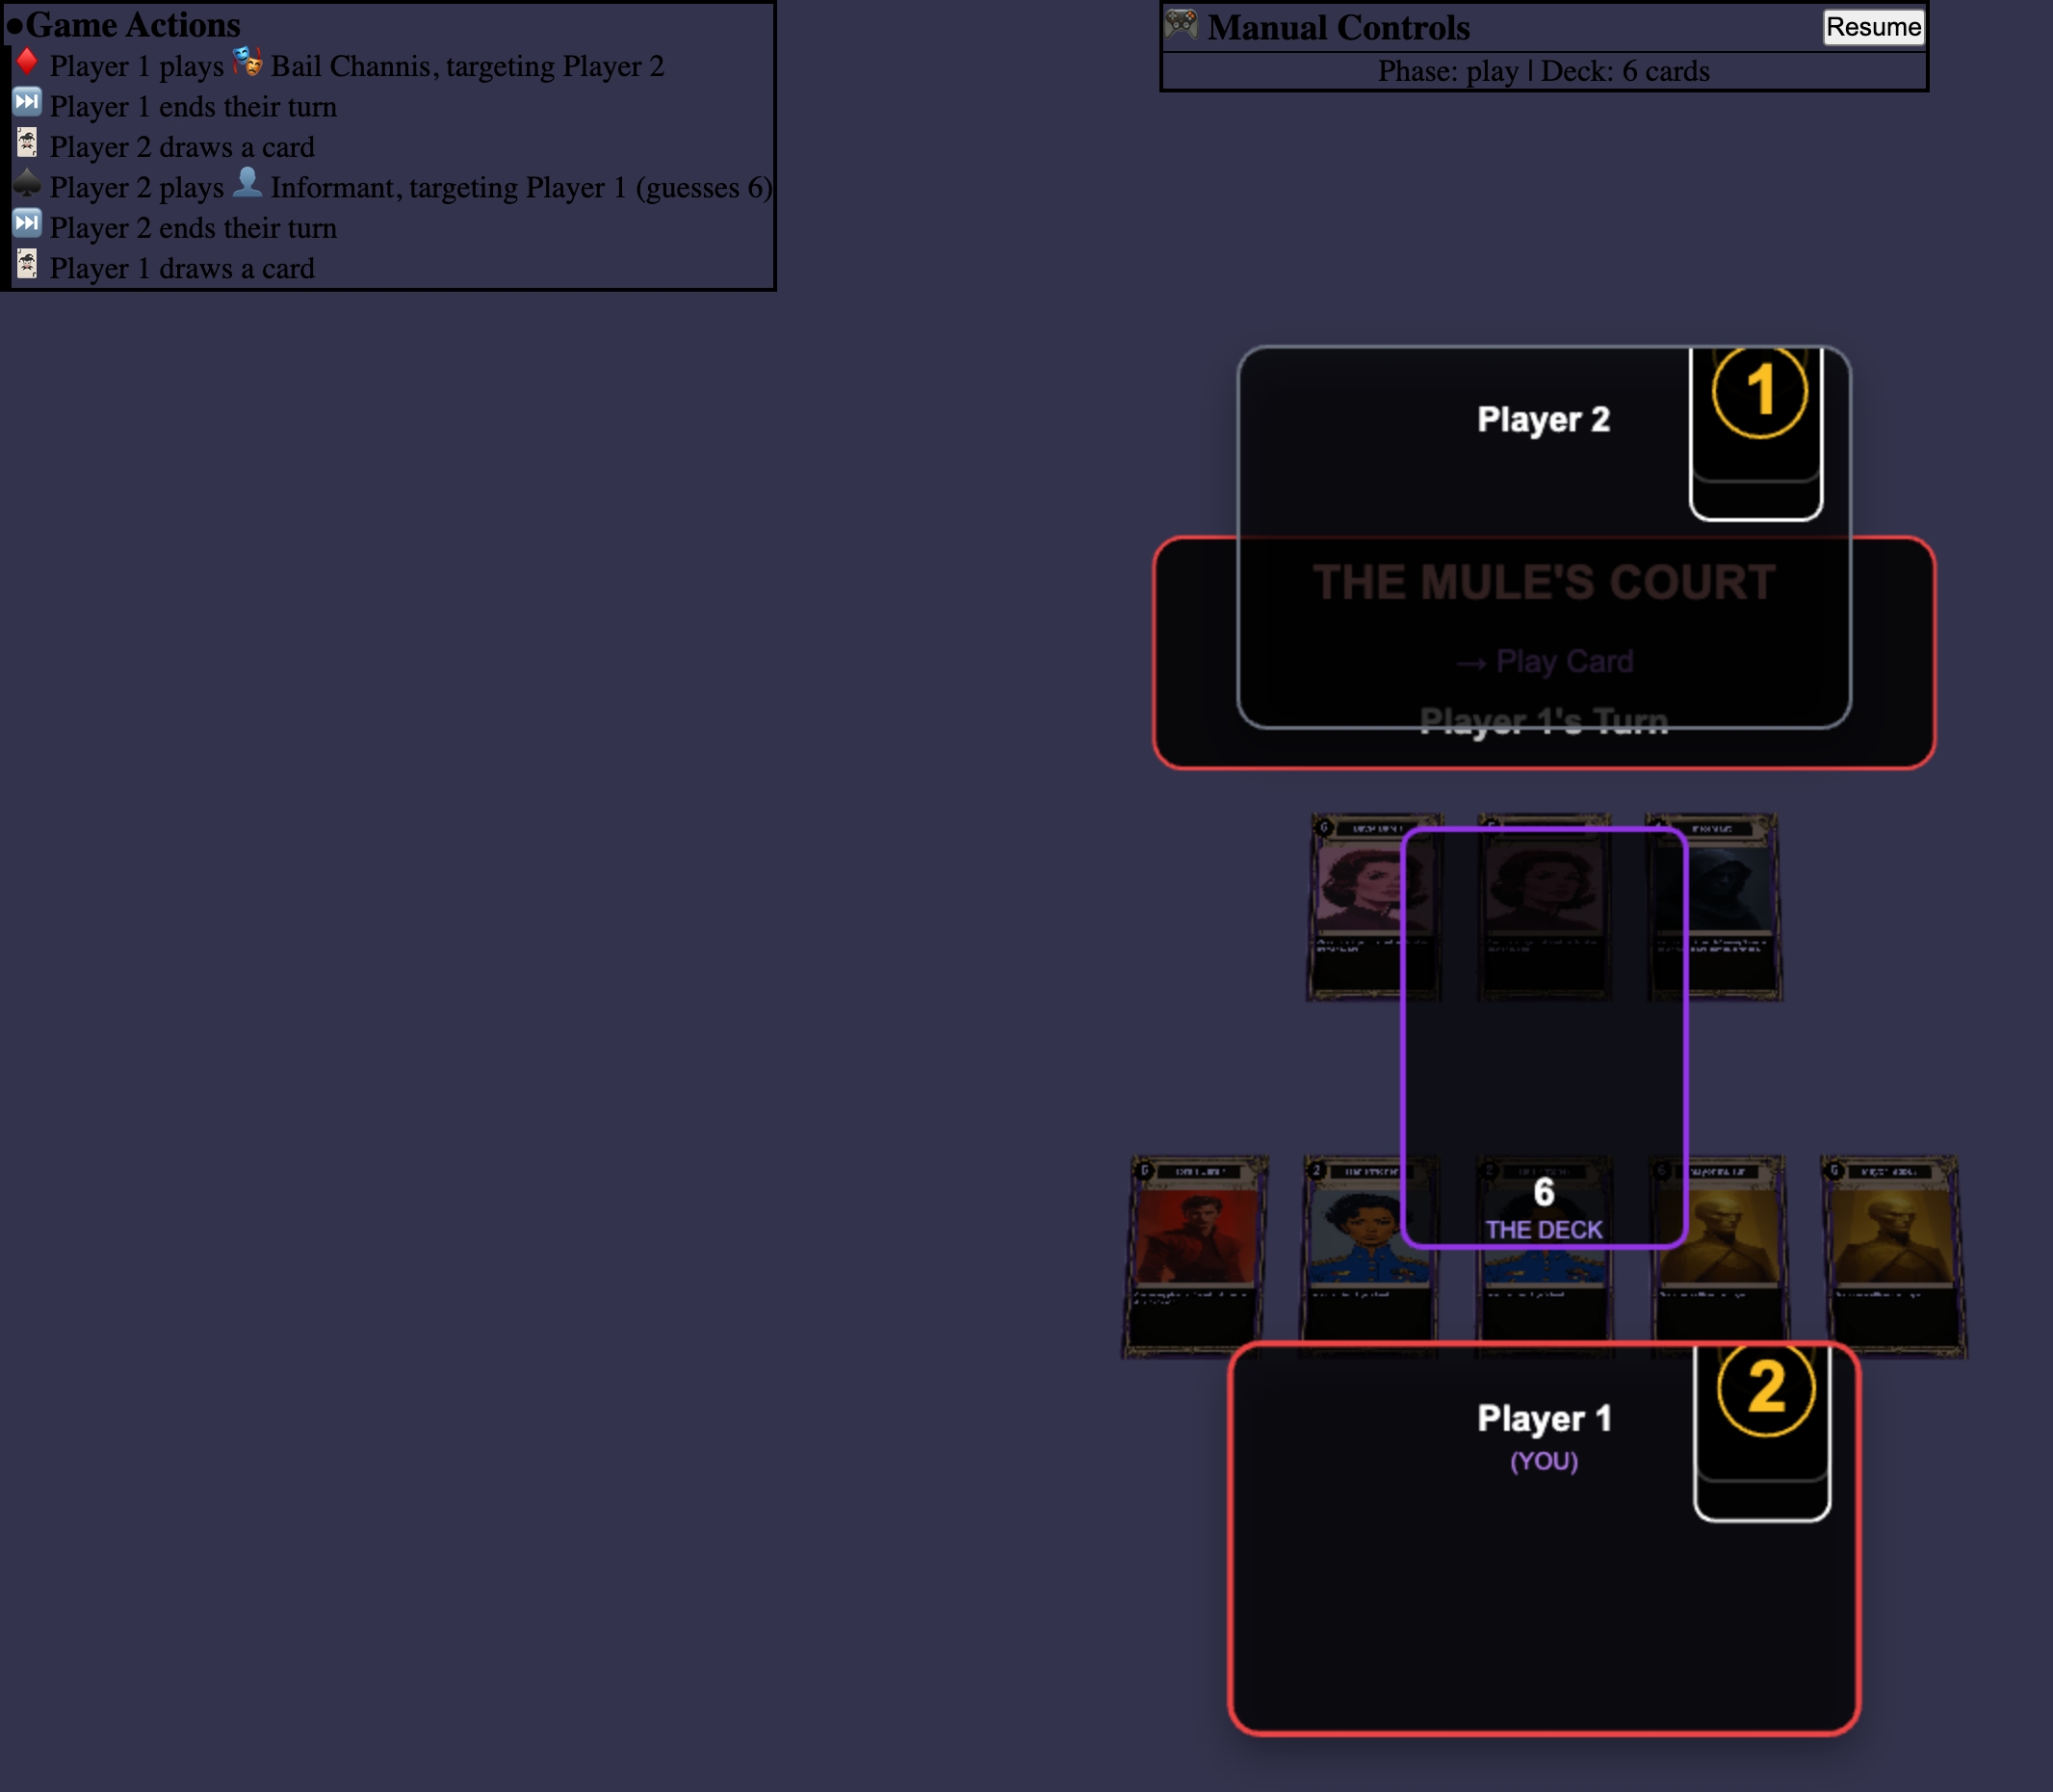 Game Actions
Player 1 plays Bail Channis, targeting Player 2
Player 1 ends their turn
Player 2 draws a card
Player 2 plays Informant, targeting Player 1 (guesses 6)
Player 2 ends their turn
Player 1 draws a card
Manual Controls
Resume
Phase: play | Deck: 6 cards
1
Player 2
THE MULE'S COURT
→ Play Card
Player 1's Turn
2
6
THE DECK
2
Player 1
(YOU)